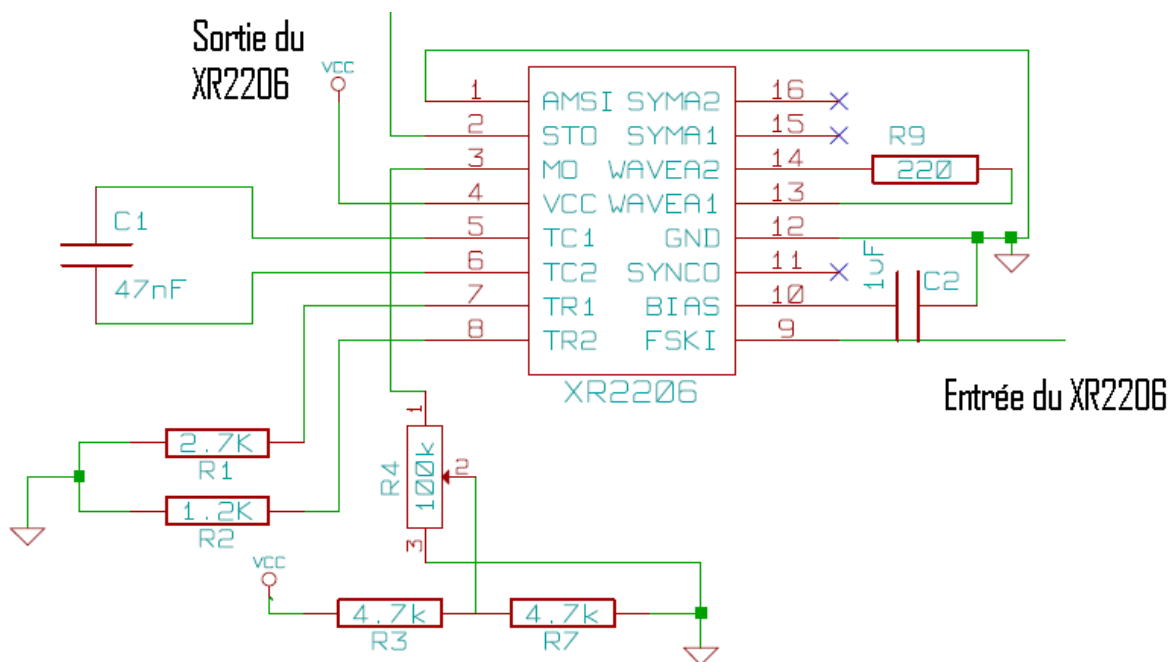 Sortie du
XR2206
VCC
1 AMSI SYMA2 16
2 STO SYMA1 15
3 MO WAVEA2 14
4 VCC WAVEA1 13
5 TC1 GND 12
6 TC2 SYNCO 11
7 TR1 BIAS 10
8 TR2 FSKI 9
XR2206
R9
220
C1
47nF
1uF
C2
Entrée du XR2206
2.7K
R1
1.2K
R2
1
R4
100k
2
3
VCC
4.7k
R3
4.7k
R7